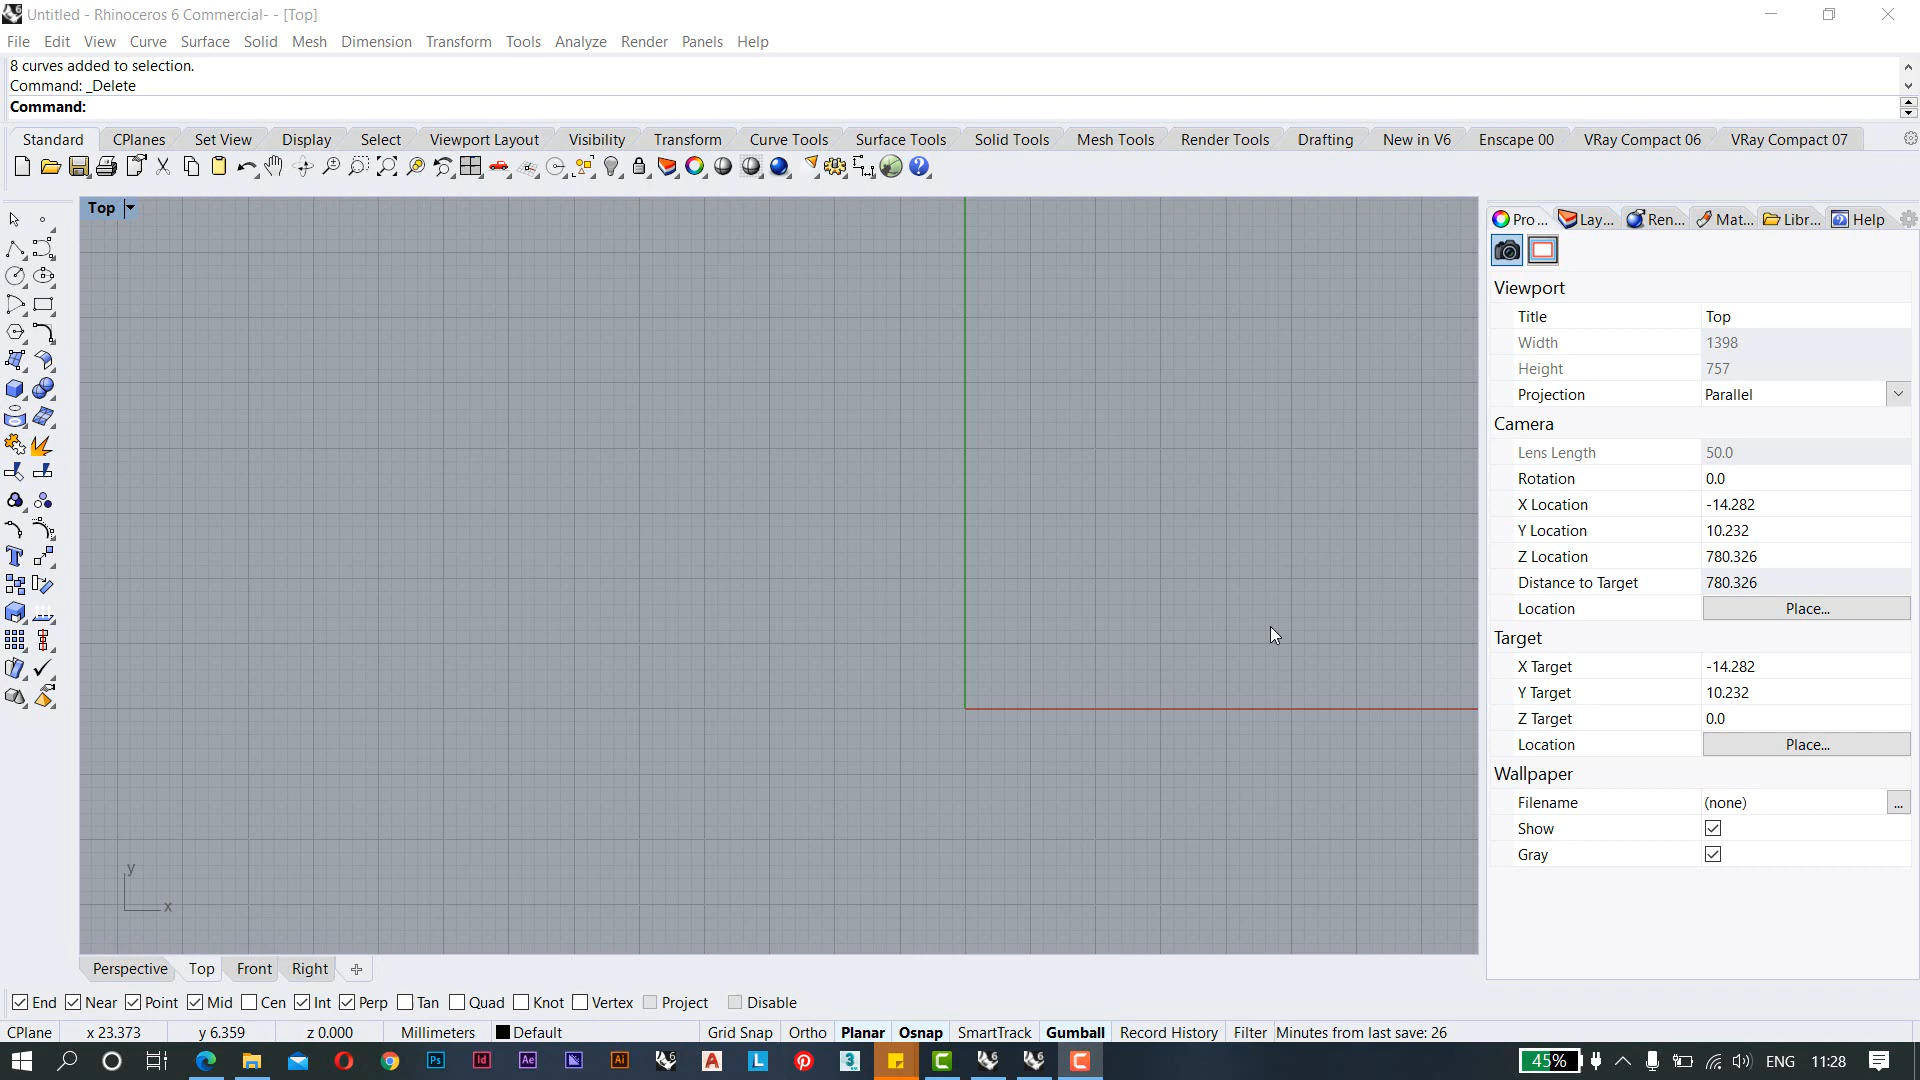 Untitled - Rhinoceros 6 Commercial- - [Top]
File Edit View Curve Surface Solid Mesh Dimension Transform Tools Analyze Render Panels Help
8 curves added to selection.
Command: _Delete
Command:
Standard CPlanes Set View Display Select Viewport Layout Visibility Transform Curve Tools Surface Tools Solid Tools Mesh Tools Render Tools Drafting New in V6 Enscape 00 VRay Compact 06 VRay Compact 07
Top
Pro... Lay... Ren... Mat... Libr... Help
Viewport
Title Top
Width 1398
Height 757
Projection Parallel
Camera
Lens Length 50.0
Rotation 0.0
X Location -14.282
Y Location 10.232
Z Location 780.326
Distance to Target 780.326
Location Place...
Target
X Target -14.282
Y Target 10.232
Z Target 0.0
Location Place...
Wallpaper
Filename (none) ...
Show
Gray
y
x
Perspective Top Front Right
End Near Point Mid Cen Int Perp Tan Quad Knot Vertex Project Disable
CPlane x 23.373 y 6.359 z 0.000 Millimeters Default Grid Snap Ortho Planar Osnap SmartTrack Gumball Record History Filter Minutes from last save: 26
Ps Id Ae Ai 6 A L 3 C 6 6 C 45% ENG 11:28